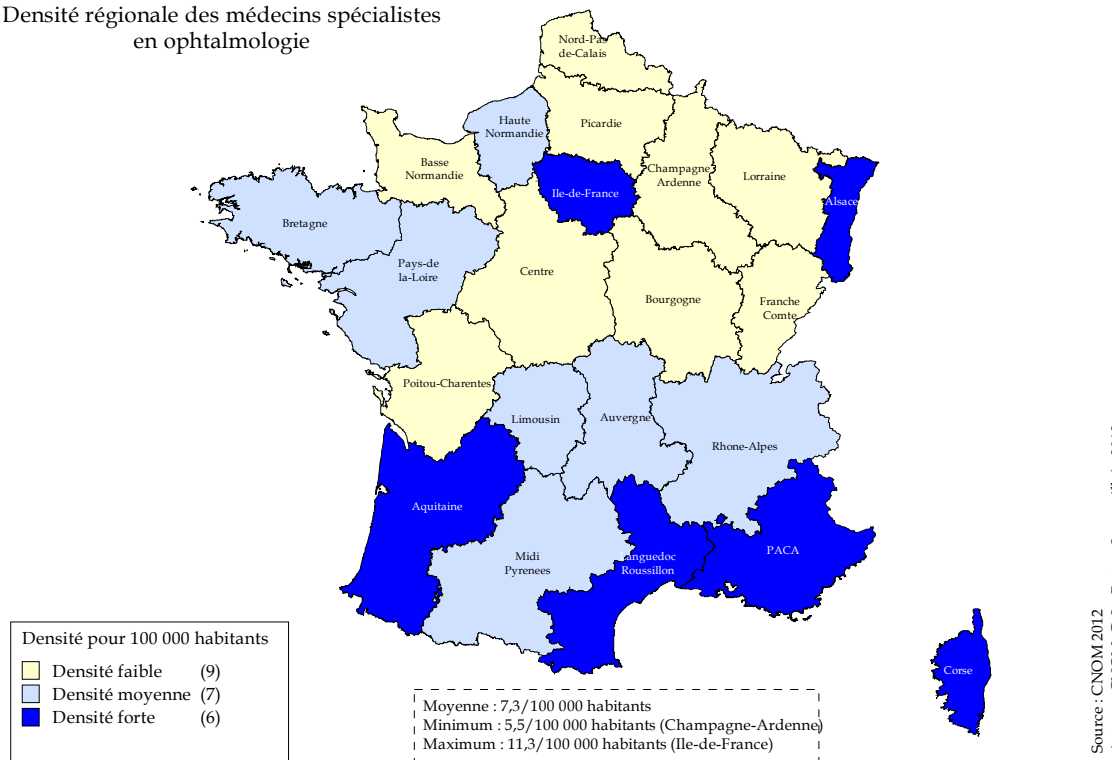 Densité régionale des médecins spécialistes
en ophtalmologie
Nord-Pas
de-Calais
Picardie
Haute
Normandie
Basse
Normandie
Champagne
Ardenne
Lorraine
Alsace
Ile-de-France
Bretagne
Pays-de
la-Loire
Centre
Bourgogne
Franche
Comte
Poitou-Charentes
Limousin
Auvergne
Rhone-Alpes
Aquitaine
Midi
Pyrenees
Languedoc
Roussillon
PACA
Corse
Densité pour 100 000 habitants
Densité faible (9)
Densité moyenne (7)
Densité forte (6)
Moyenne : 7,3/100 000 habitants
Minimum : 5,5/100 000 habitants (Champagne-Ardenne)
Maximum : 11,3/100 000 habitants (Ile-de-France)
Source : CNOM 2012